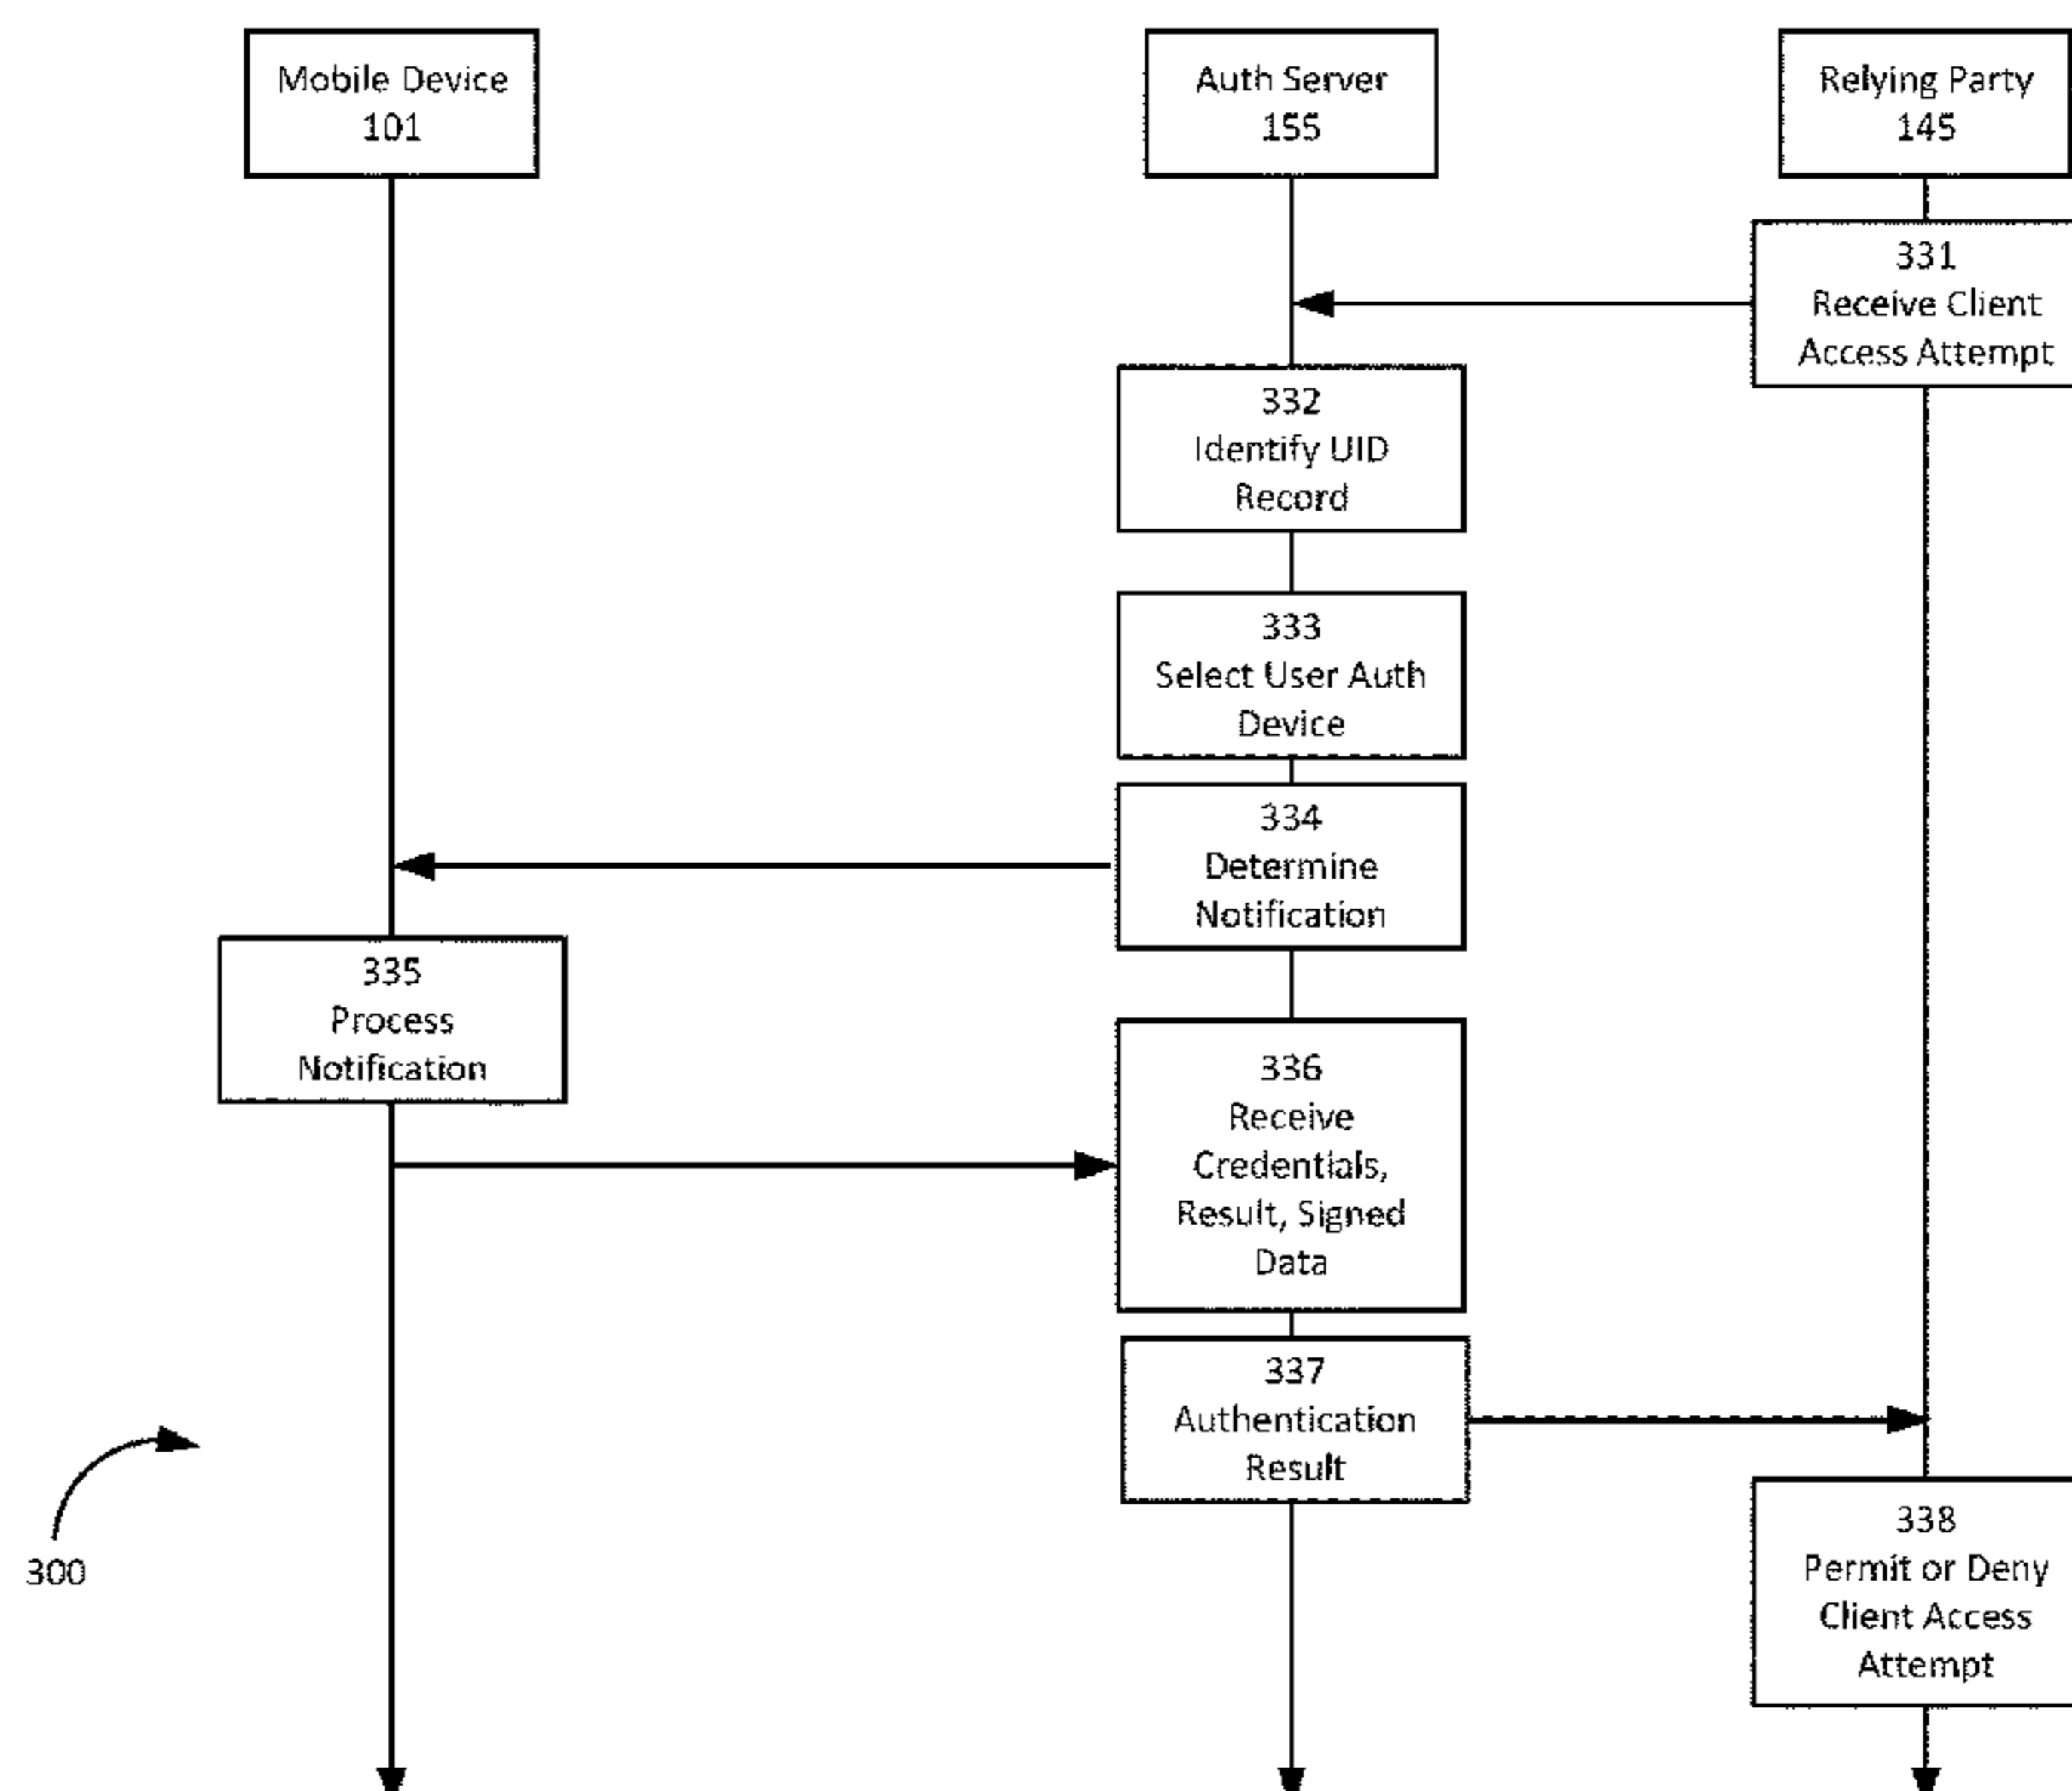 Mobile Device
101
Auth Server
155
Relying Party
145
331
Receive Client
Access Attempt
332
Identify UID
Record
333
Select User Auth
Device
334
Determine
Notification
335
Process
Notification
336
Receive
Credentials,
Result, Signed
Data
337
Authentication
Result
338
Permit or Deny
Client Access
Attempt
300